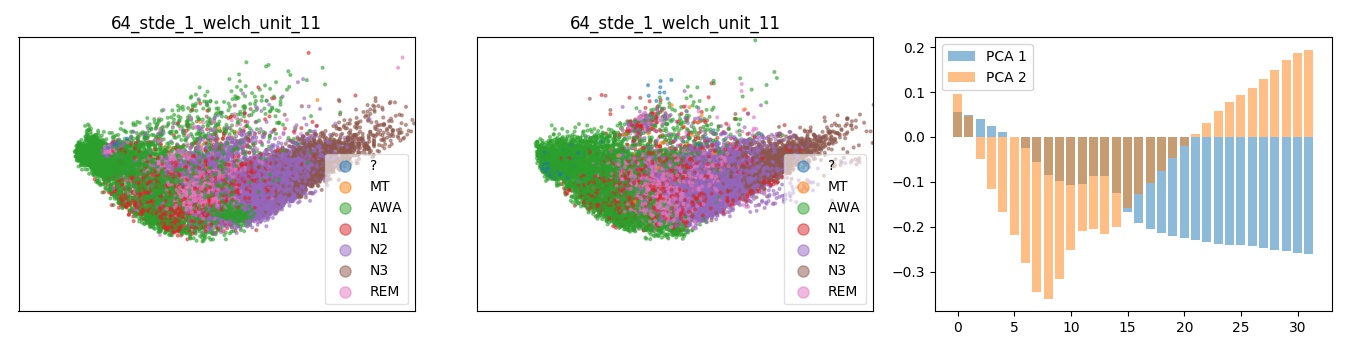 64_stde_1_welch_unit_11
?
MT
AWA
N1
N2
N3
REM
64_stde_1_welch_unit_11
?
MT
AWA
N1
N2
N3
REM
PCA 1
PCA 2
0.2
0.1
0.0
−0.1
−0.2
−0.3
0 5 10 15 20 25 30